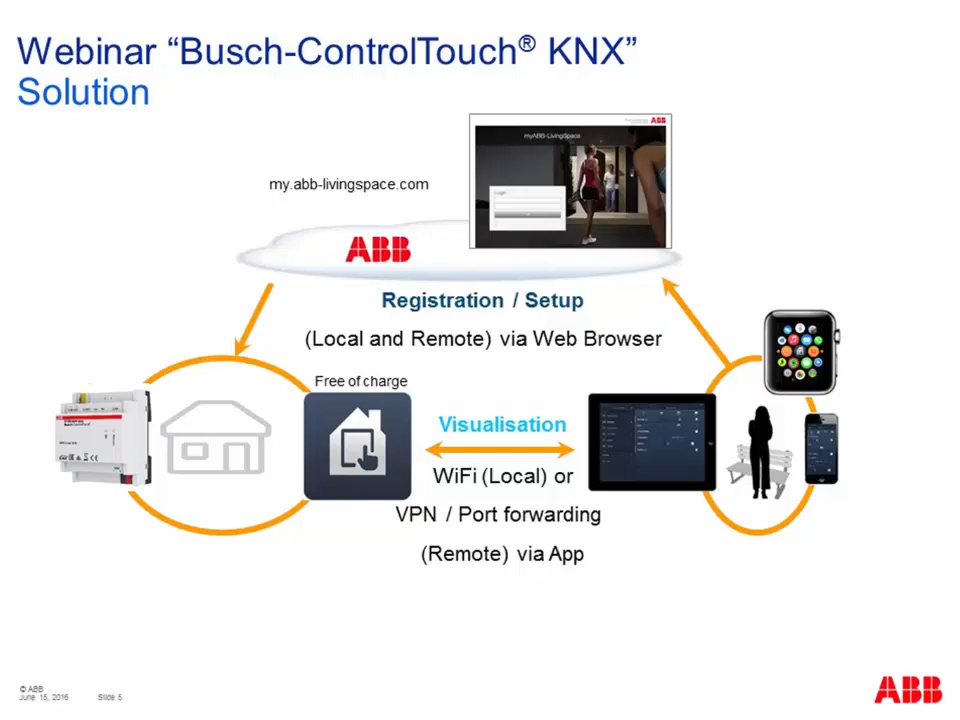 Webinar “Busch-ControlTouch® KNX”
Solution
ABB
myABB-LivingSpace
my.abb-livingspace.com
Login
ABB
Registration / Setup
(Local and Remote) via Web Browser
Free of charge
Visualisation
WiFi (Local) or
VPN / Port forwarding
(Remote) via App
© ABB
June 15, 2016
Slide 5
ABB